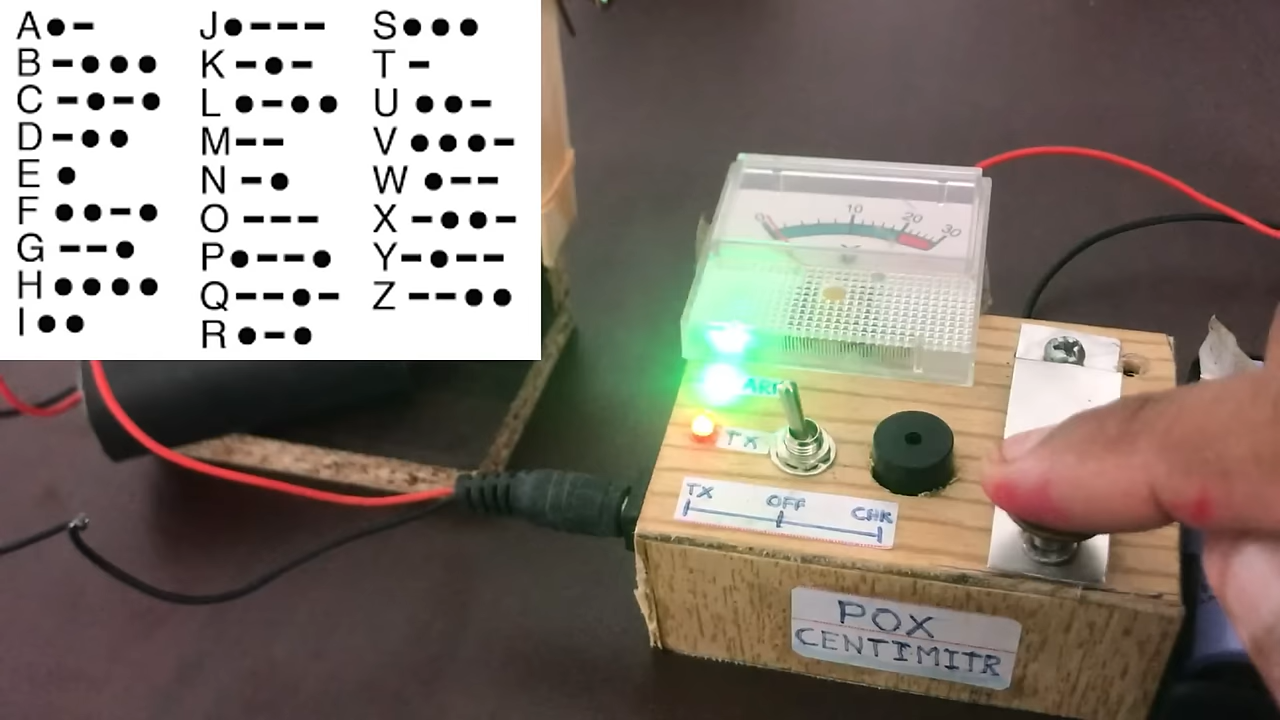 A ●-
B -●●●
C -●-●
D -●●
E ●
F ●●-●
G --●
H ●●●●
I ●●
J ●---
K -●-
L ●-●●
M --
N -●
O ---
P ●--●
Q --●-
R ●-●
S ●●●
T -
U ●●-
V ●●●-
W ●--
X -●●-
Y -●--
Z --●●
0 10 20 30
TX
TX OFF CHK
POX
CENTIMITR